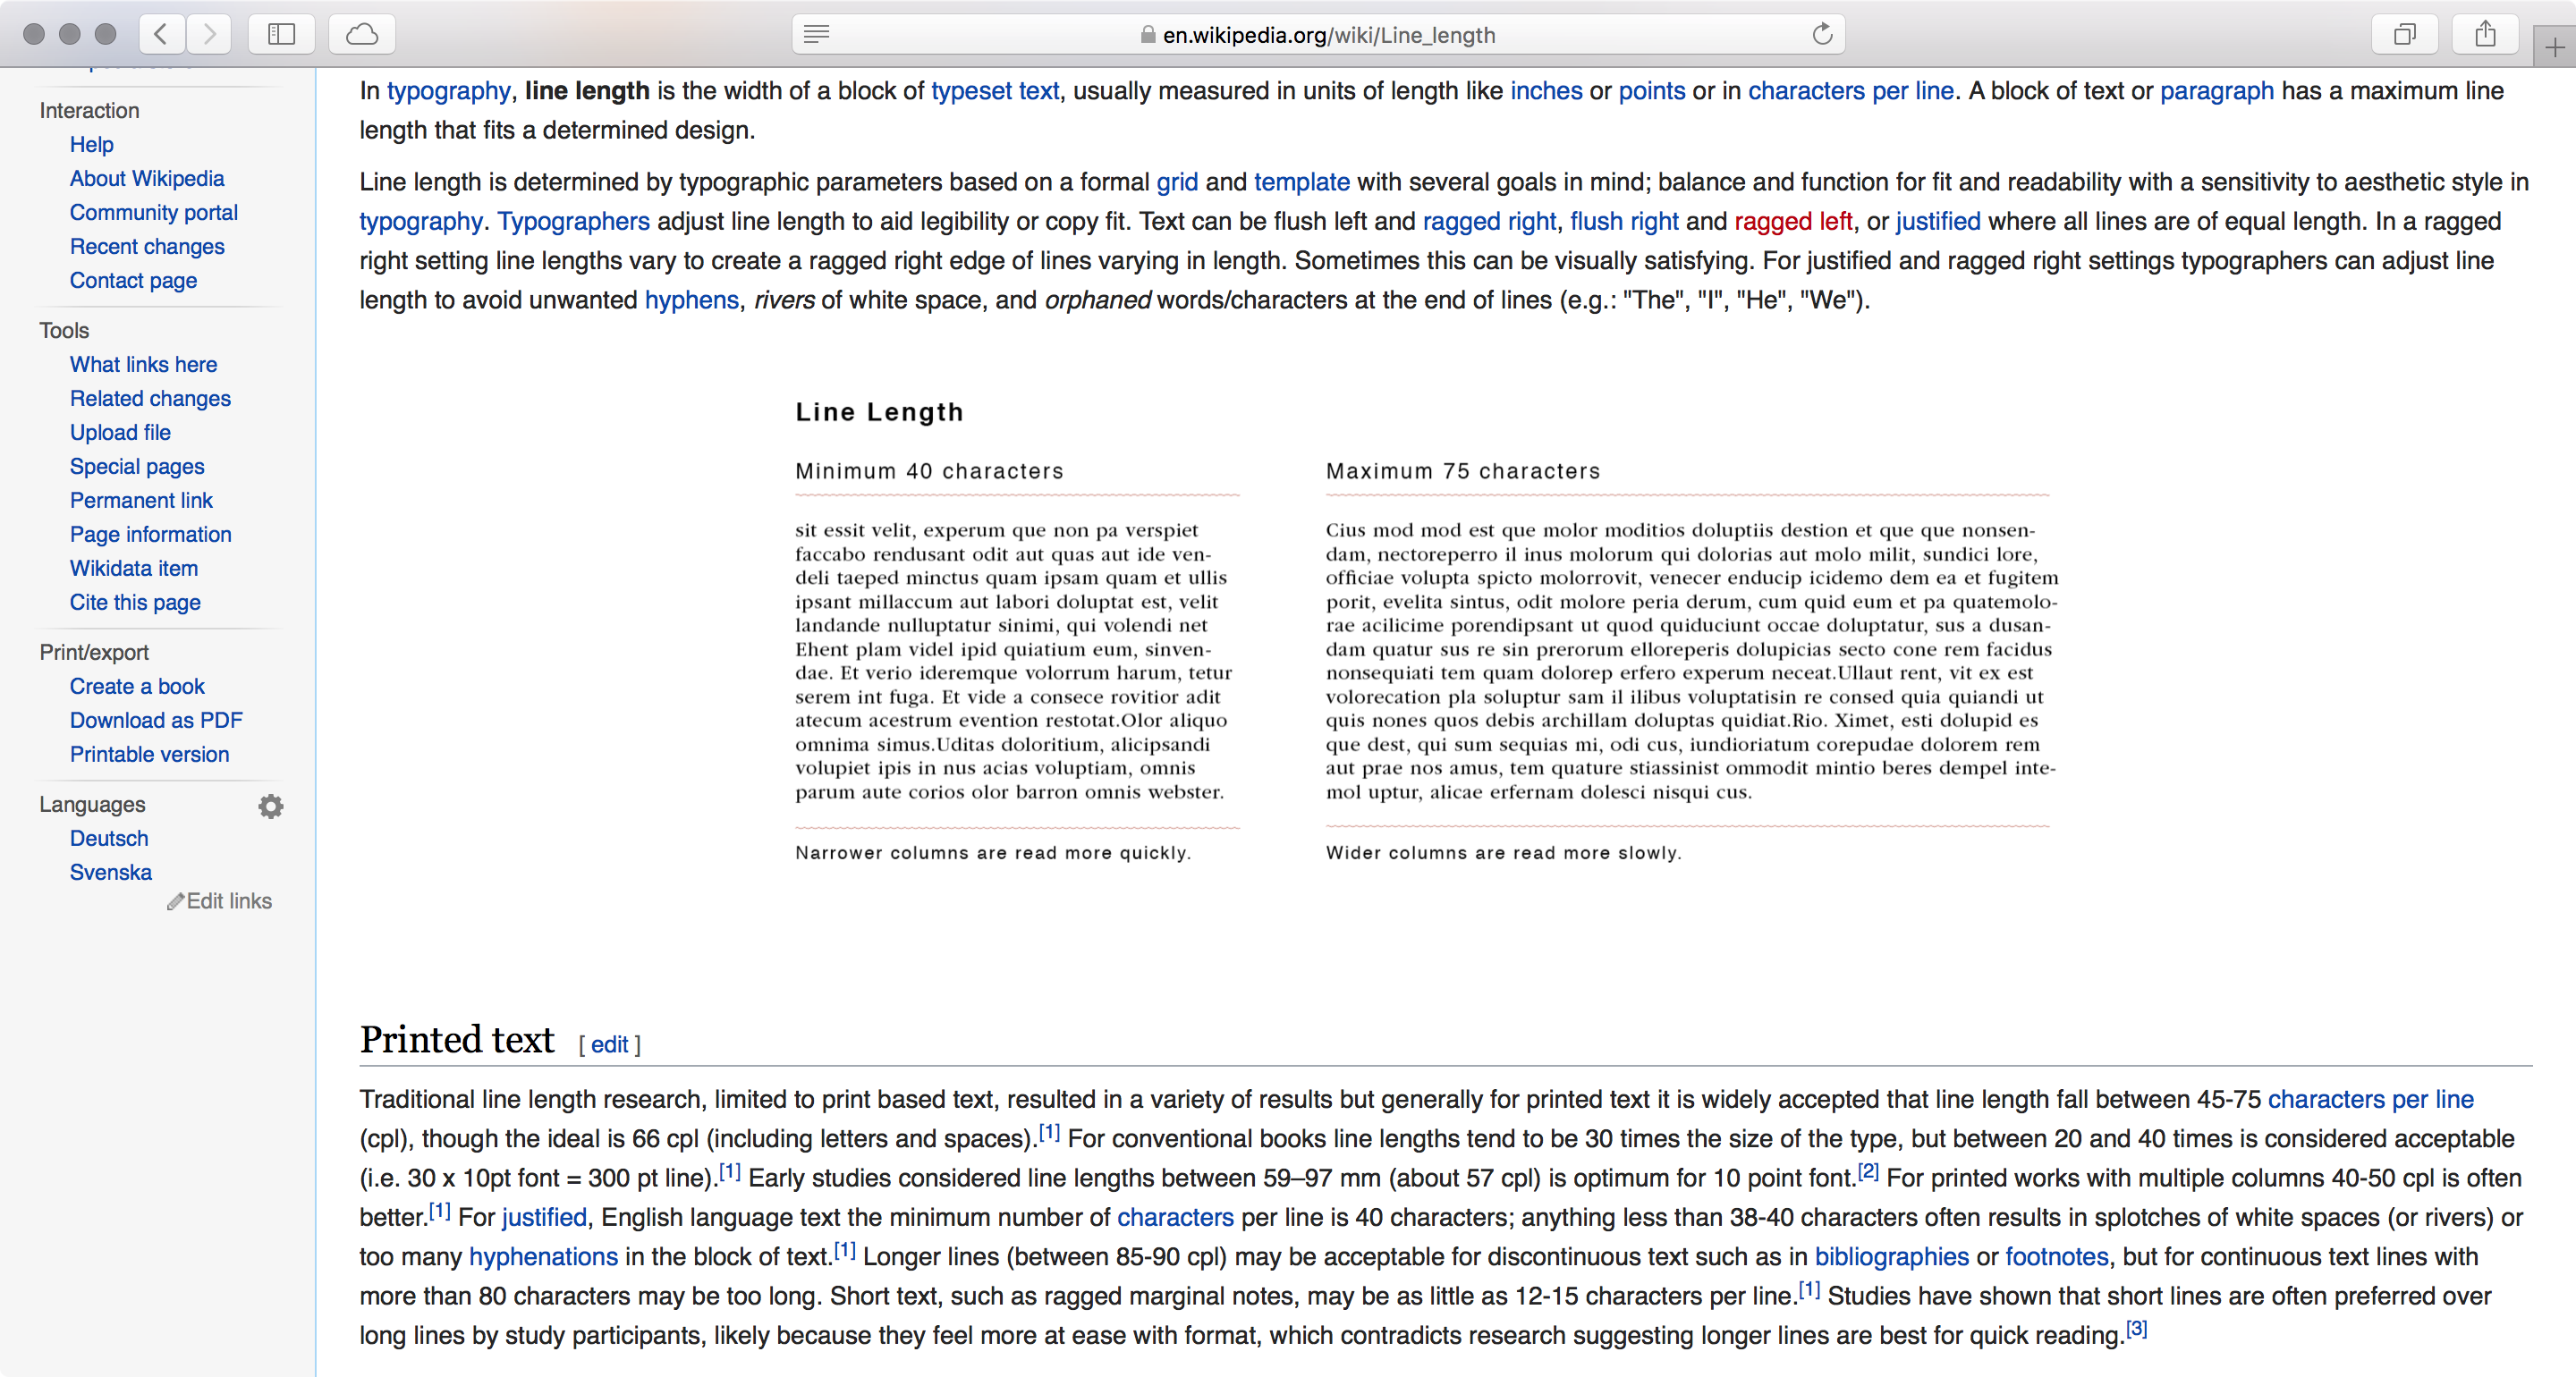 en.wikipedia.org/wiki/Line_length
Interaction
Help
About Wikipedia
Community portal
Recent changes
Contact page
Tools
What links here
Related changes
Upload file
Special pages
Permanent link
Page information
Wikidata item
Cite this page
Print/export
Create a book
Download as PDF
Printable version
Languages
Deutsch
Svenska
Edit links
In typography, line length is the width of a block of typeset text, usually measured in units of length like inches or points or in characters per line. A block of text or paragraph has a maximum line
length that fits a determined design.
Line length is determined by typographic parameters based on a formal grid and template with several goals in mind; balance and function for fit and readability with a sensitivity to aesthetic style in
typography. Typographers adjust line length to aid legibility or copy fit. Text can be flush left and ragged right, flush right and ragged left, or justified where all lines are of equal length. In a ragged
right setting line lengths vary to create a ragged right edge of lines varying in length. Sometimes this can be visually satisfying. For justified and ragged right settings typographers can adjust line
length to avoid unwanted hyphens, rivers of white space, and orphaned words/characters at the end of lines (e.g.: "The", "I", "He", "We").
Line Length
Minimum 40 characters
sit essit velit, experum que non pa verspiet
faccabo rendusant odit aut quas aut ide ven-
deli taeped minctus quam ipsam quam et ullis
ipsant millaccum aut labori doluptat est, velit
landande nulluptatur sinimi, qui volendi net
Ehent plam videl ipid quiatium eum, sinven-
dae. Et verio ideremque volorrum harum, tetur
serem int fuga. Et vide a consece rovitior adit
atecum acestrum evention restotat.Olor aliquo
omnima simus.Uditas doloritium, alicipsandi
volupiet ipis in nus acias voluptiam, omnis
parum aute corios olor barron omnis webster.
Narrower columns are read more quickly.
Maximum 75 characters
Cius mod mod est que molor moditios doluptiis destion et que que nonsen-
dam, nectoreperro il inus molorum qui dolorias aut molo milit, sundici lore,
officiae volupta spicto molorrovit, venecer enducip icidemo dem ea et fugitem
porit, evelita sintus, odit molore peria derum, cum quid eum et pa quatemolo-
rae acilicime porendipsant ut quod quiduciunt occae doluptatur, sus a dusan-
dam quatur sus re sin prerorum elloreperis dolupicias secto cone rem facidus
nonsequiati tem quam dolorep erfero experum neceat.Ullaut rent, vit ex est
volorecation pla soluptur sam il ilibus voluptatisin re consed quia quiandi ut
quis nones quos debis archillam doluptas quidiat.Rio. Ximet, esti dolupid es
que dest, qui sum sequias mi, odi cus, iundioriatum corepudae dolorem rem
aut prae nos amus, tem quature stiassinist ommodit mintio beres dempel inte-
mol uptur, alicae erfernam dolesci nisqui cus.
Wider columns are read more slowly.
Printed text [ edit ]
Traditional line length research, limited to print based text, resulted in a variety of results but generally for printed text it is widely accepted that line length fall between 45-75 characters per line
(cpl), though the ideal is 66 cpl (including letters and spaces).[1] For conventional books line lengths tend to be 30 times the size of the type, but between 20 and 40 times is considered acceptable
(i.e. 30 x 10pt font = 300 pt line).[1] Early studies considered line lengths between 59–97 mm (about 57 cpl) is optimum for 10 point font.[2] For printed works with multiple columns 40-50 cpl is often
better.[1] For justified, English language text the minimum number of characters per line is 40 characters; anything less than 38-40 characters often results in splotches of white spaces (or rivers) or
too many hyphenations in the block of text.[1] Longer lines (between 85-90 cpl) may be acceptable for discontinuous text such as in bibliographies or footnotes, but for continuous text lines with
more than 80 characters may be too long. Short text, such as ragged marginal notes, may be as little as 12-15 characters per line.[1] Studies have shown that short lines are often preferred over
long lines by study participants, likely because they feel more at ease with format, which contradicts research suggesting longer lines are best for quick reading.[3]